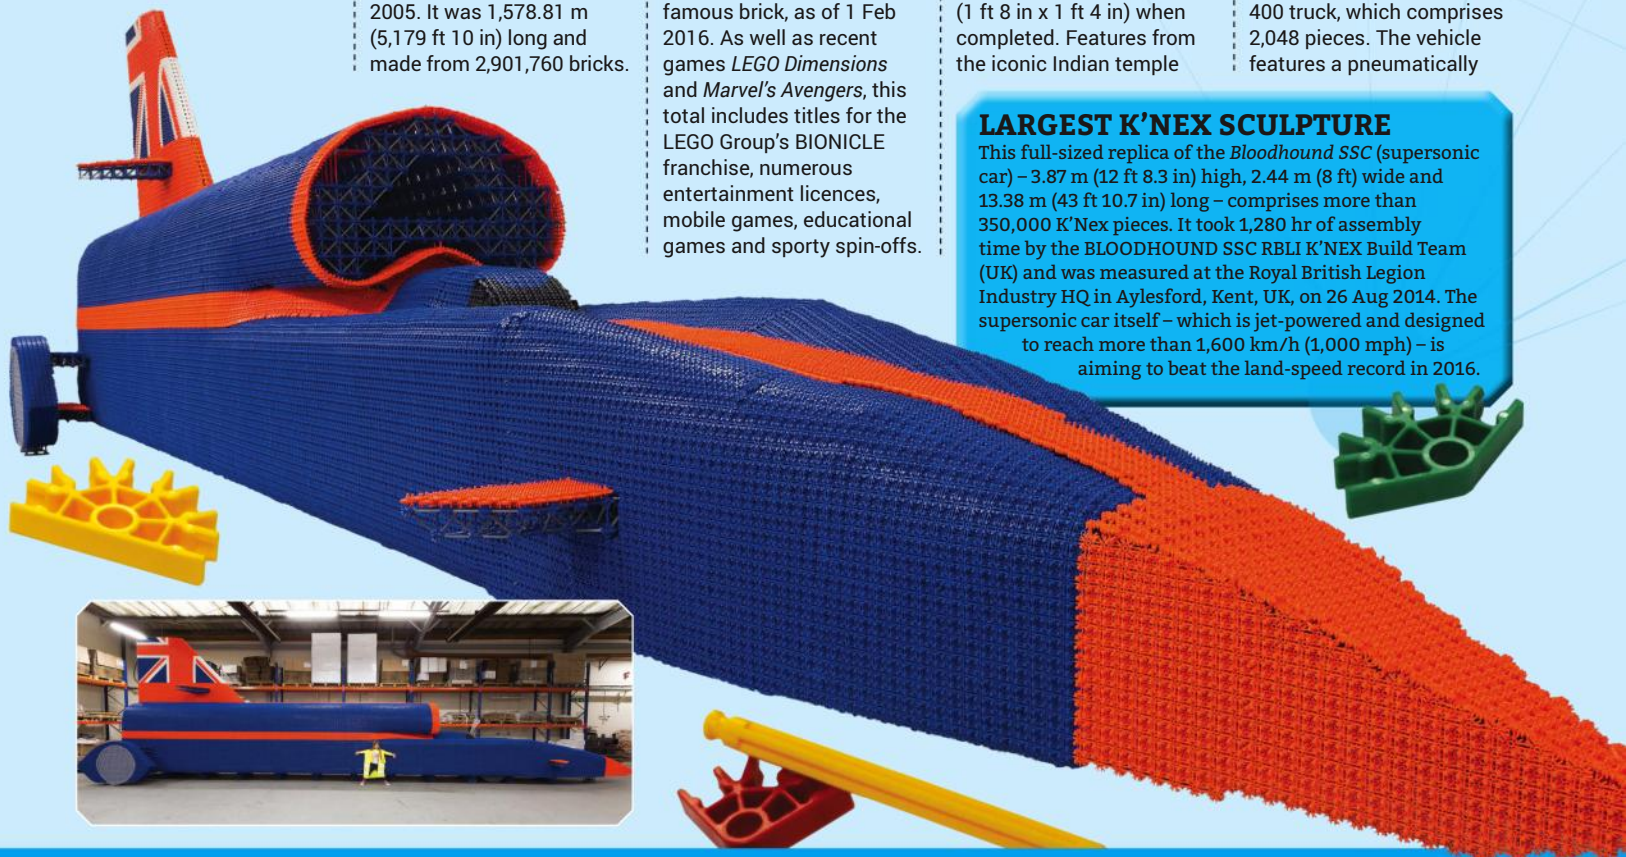 2005. It was 1,578.81 m
(5,179 ft 10 in) long and
made from 2,901,760 bricks.
famous brick, as of 1 Feb
2016. As well as recent
games LEGO Dimensions
and Marvel's Avengers, this
total includes titles for the
LEGO Group's BIONICLE
franchise, numerous
entertainment licences,
mobile games, educational
games and sporty spin-offs.
(1 ft 8 in x 1 ft 4 in) when
completed. Features from
the iconic Indian temple
400 truck, which comprises
2,048 pieces. The vehicle
features a pneumatically
LARGEST K'NEX SCULPTURE
This full-sized replica of the Bloodhound SSC (supersonic
car) – 3.87 m (12 ft 8.3 in) high, 2.44 m (8 ft) wide and
13.38 m (43 ft 10.7 in) long – comprises more than
350,000 K'Nex pieces. It took 1,280 hr of assembly
time by the BLOODHOUND SSC RBLI K'NEX Build Team
(UK) and was measured at the Royal British Legion
Industry HQ in Aylesford, Kent, UK, on 26 Aug 2014. The
supersonic car itself – which is jet-powered and designed
to reach more than 1,600 km/h (1,000 mph) – is
aiming to beat the land-speed record in 2016.